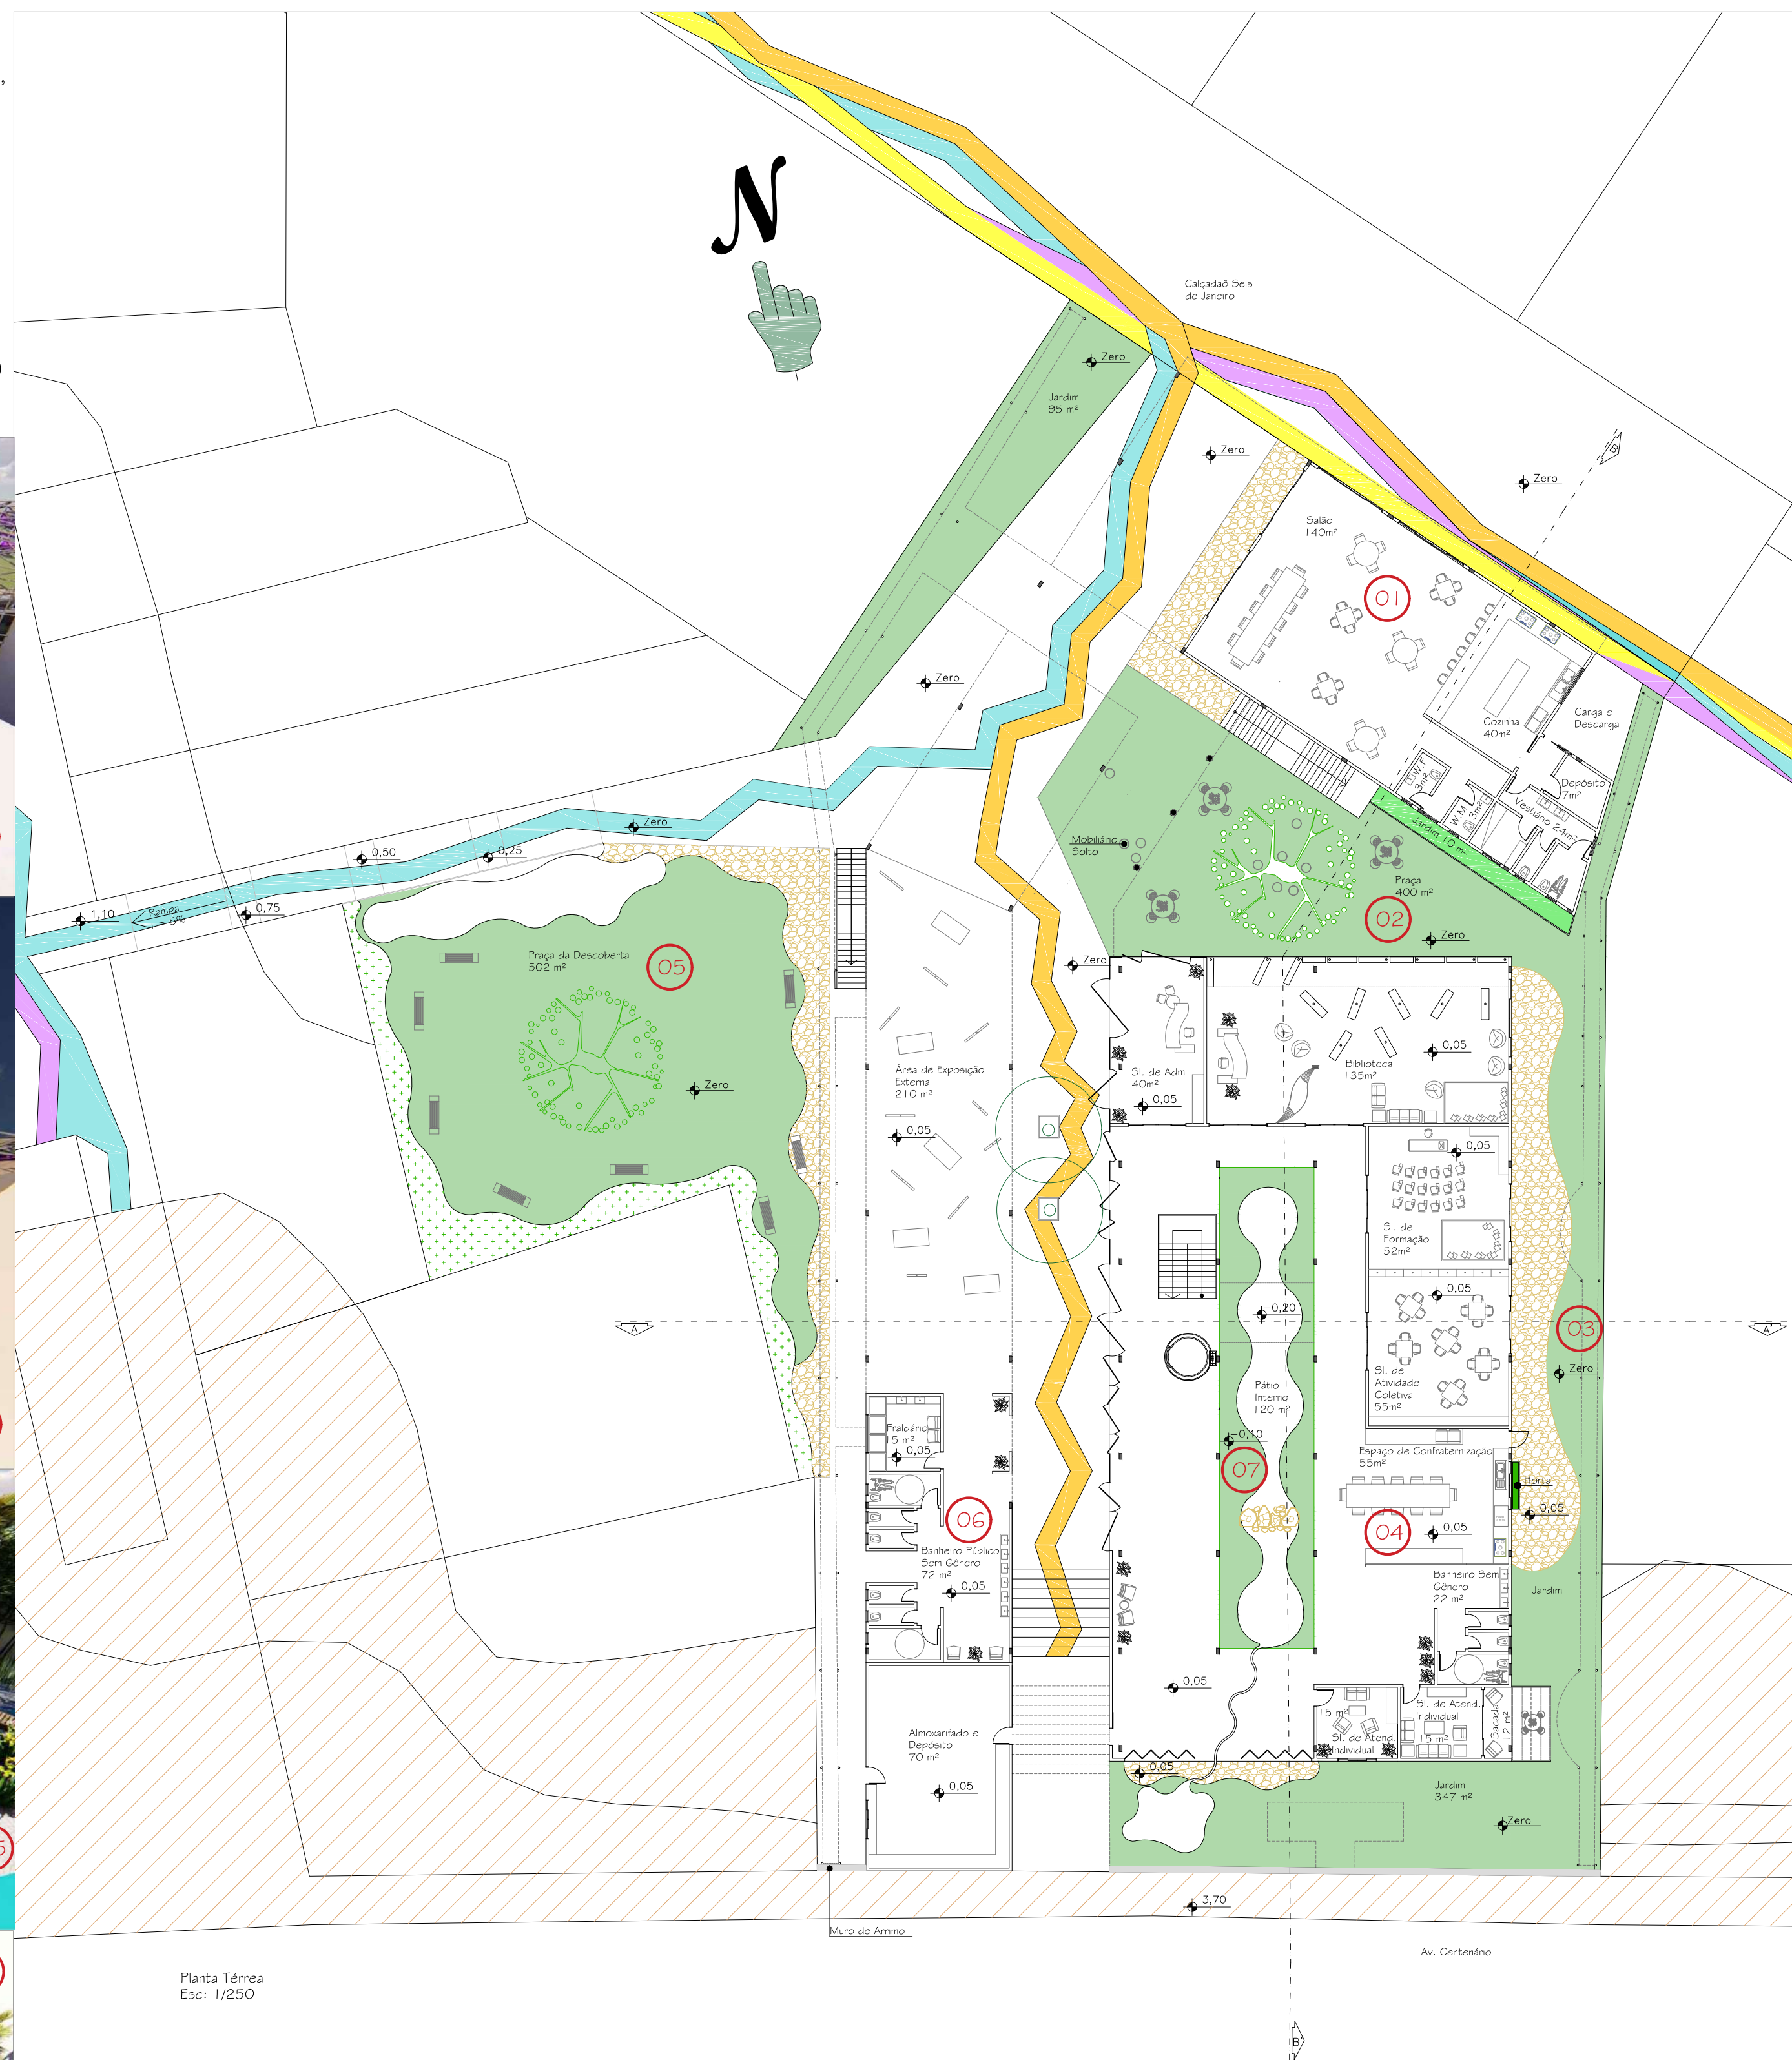 N
Calçadaõ Seis
de Janeiro
Zero
Jardim
95 m²
Zero
Zero
B
Salão
140m²
01
Zero
Cozinha
40m²
Carga e
Descarga
W.F
3m²
Depósito
7m²
W.M
3m²
Vestiário 24m²
Jardim 10 m²
Mobiliário
Solto
Praça
400 m²
02
Zero
Zero
0,50
0,25
0,75
1,10
Rampa
i = 5%
Praça da Descoberta
502 m²
05
Zero
Zero
Área de Exposição
Externa
210 m²
0,05
Sl. de Adm
40m²
0,05
Biblioteca
135m²
0,05
0,05
Sl. de
Formação
52m²
0,05
Sl. de
Atividade
Coletiva
55m²
03
Zero
A
A'
-0,20
Pátio
Interno
120 m²
-0,10
07
Espaço de Confraternização
55m²
Horta
0,05
04
0,05
Fraldário
15 m²
0,05
06
Banheiro Público
Sem Gênero
72 m²
0,05
Banheiro Sem
Gênero
22 m²
Jardim
0,05
15 m²
Sl. de Atend.
Individual
Sl. de Atend.
Individual
15 m²
Sacada
12 m²
Almoxarifado e
Depósito
70 m²
0,05
0,05
Jardim
347 m²
Zero
3,70
Muro de Arrimo
Av. Centenário
Planta Térrea
Esc: 1/250
B'